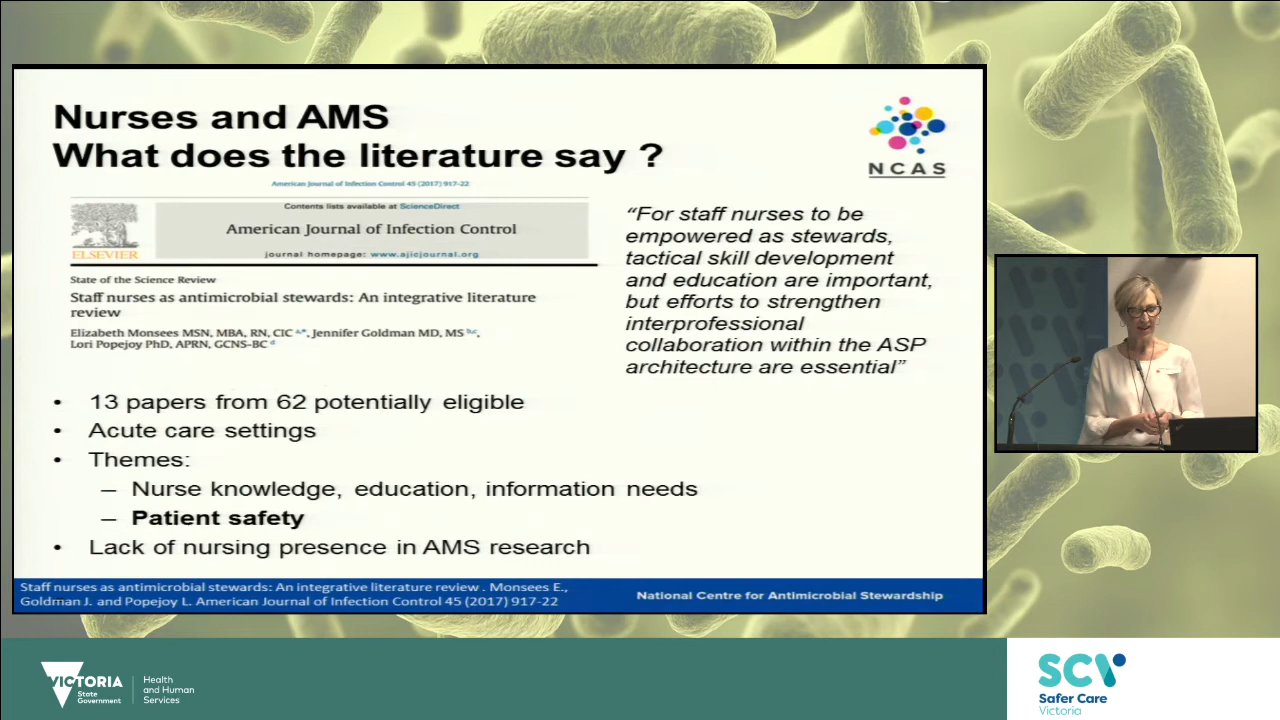 Nurses and AMS
What does the literature say ?
NCAS
American Journal of Infection Control 45 (2017) 917-22
Contents lists available at ScienceDirect
American Journal of Infection Control
journal homepage: www.ajicjournal.org
ELSEVIER
State of the Science Review
Staff nurses as antimicrobial stewards: An integrative literature
review
Elizabeth Monsees MSN, MBA, RN, CIC a,*, Jennifer Goldman MD, MS b,c,
Lori Popejoy PhD, APRN, GCNS-BC d
“For staff nurses to be
empowered as stewards,
tactical skill development
and education are important,
but efforts to strengthen
interprofessional
collaboration within the ASP
architecture are essential”
• 13 papers from 62 potentially eligible
• Acute care settings
• Themes:
– Nurse knowledge, education, information needs
– Patient safety
• Lack of nursing presence in AMS research
Staff nurses as antimicrobial stewards: An integrative literature review . Monsees E.,
Goldman J. and Popejoy L. American Journal of Infection Control 45 (2017) 917-22
National Centre for Antimicrobial Stewardship
VICTORIA
State
Government
Health
and Human
Services
SCV
Safer Care
Victoria